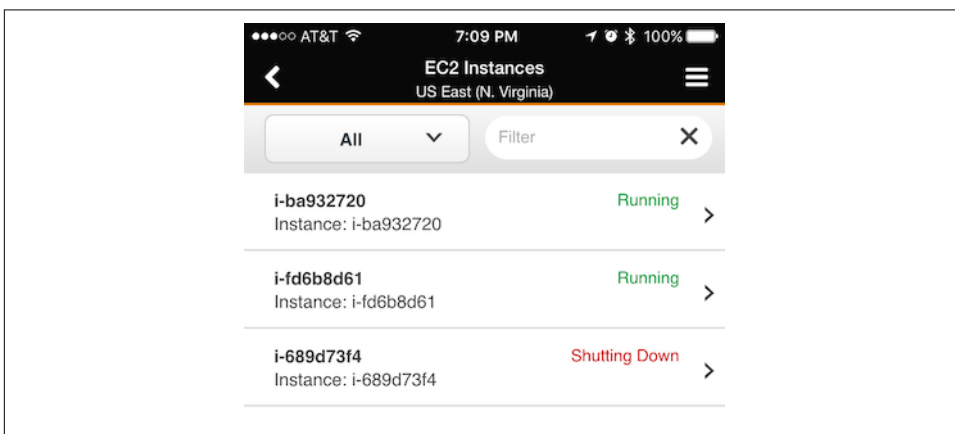 AT&T 7:09 PM 100%
EC2 Instances
US East (N. Virginia)
All Filter
i-ba932720 Running
Instance: i-ba932720
i-fd6b8d61 Running
Instance: i-fd6b8d61
i-689d73f4 Shutting Down
Instance: i-689d73f4